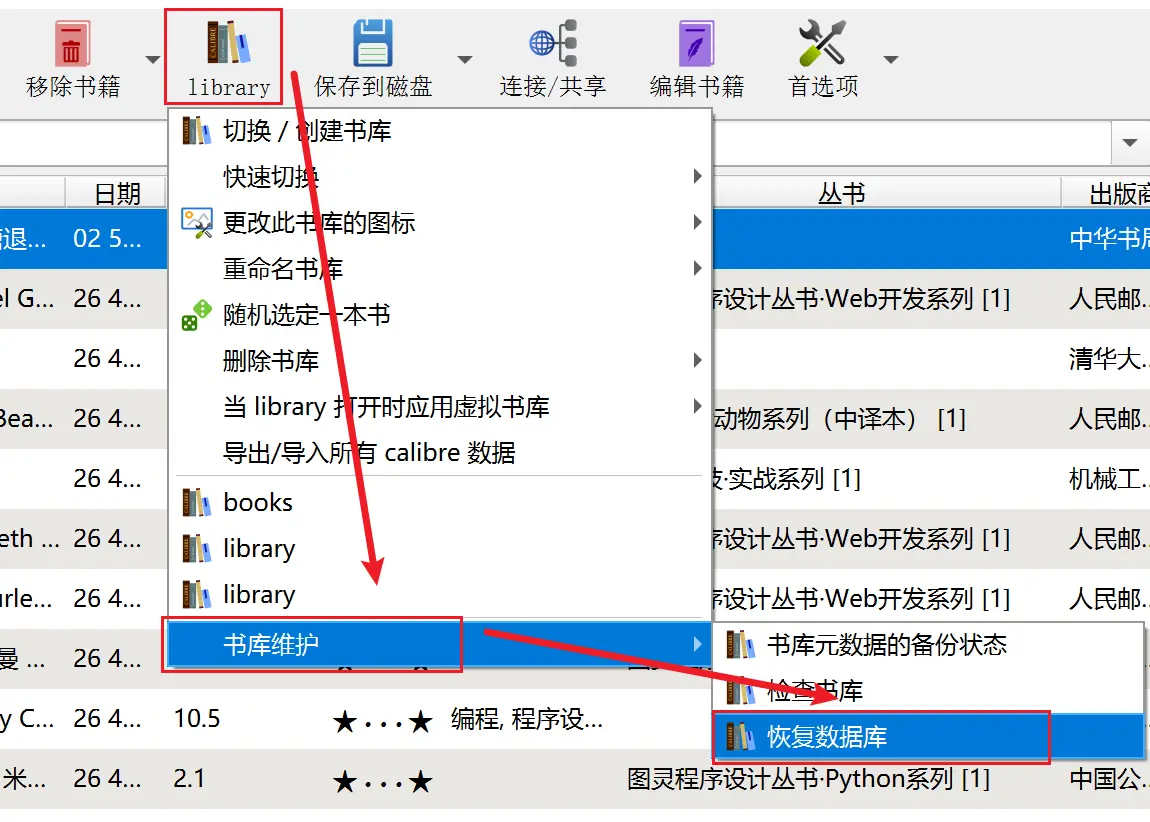 移除书籍 library 保存到磁盘 连接/共享 编辑书籍 首选项
切换 / 创建书库
快速切换
日期 丛书 出版商
更改此书库的图标
退... 02 5... 中华书局
重命名书库
el G... 26 4... 序设计丛书·Web开发系列 [1] 人民邮...
随机选定一本书
26 4... 清华大...
删除书库
当 library 打开时应用虚拟书库
Bea... 26 4... 动物系列（中译本） [1] 人民邮...
导出/导入所有 calibre 数据
26 4... 技·实战系列 [1] 机械工...
books
eth ... 26 4... 序设计丛书·Web开发系列 [1] 人民邮...
library
library
urle... 26 4... 序设计丛书·Web开发系列 [1] 人民邮...
书库维护 书库元数据的备份状态
曼 ... 26 4...
检查书库
y C... 26 4... 10.5 ★...★ 编程, 程序设...
恢复数据库
米... 26 4... 2.1 ★...★ 图灵程序设计丛书·Python系列 [1] 中国公...